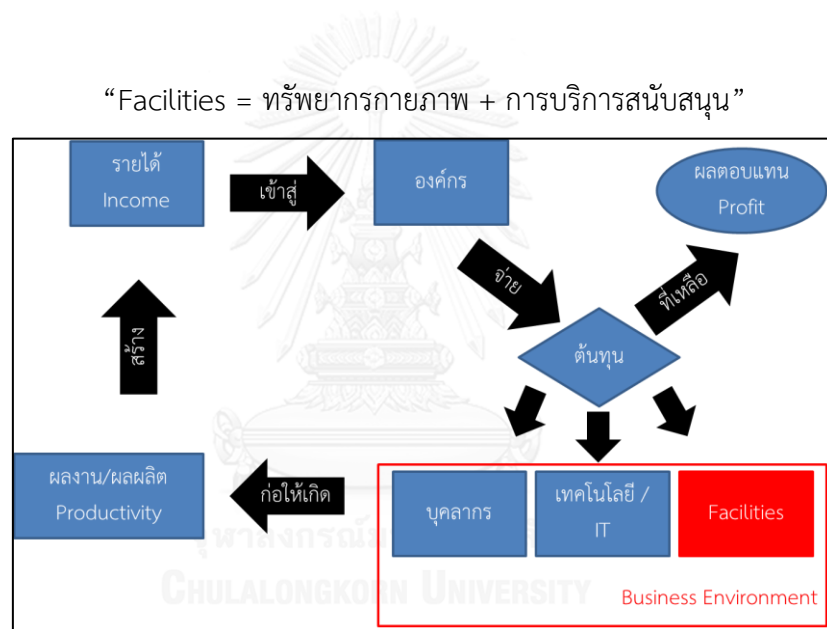 “Facilities = ทรัพยากรกายภาพ + การบริการสนับสนุน”
รายได้
Income
เข้าสู่
องค์กร
ผลตอบแทน
Profit
จ่าย
ที่เหลือ
สร้าง
ต้นทุน
ผลงาน/ผลผลิต
Productivity
ก่อให้เกิด
บุคลากร
เทคโนโลยี /
IT
Facilities
Business Environment
CHULALONGKORN UNIVERSITY